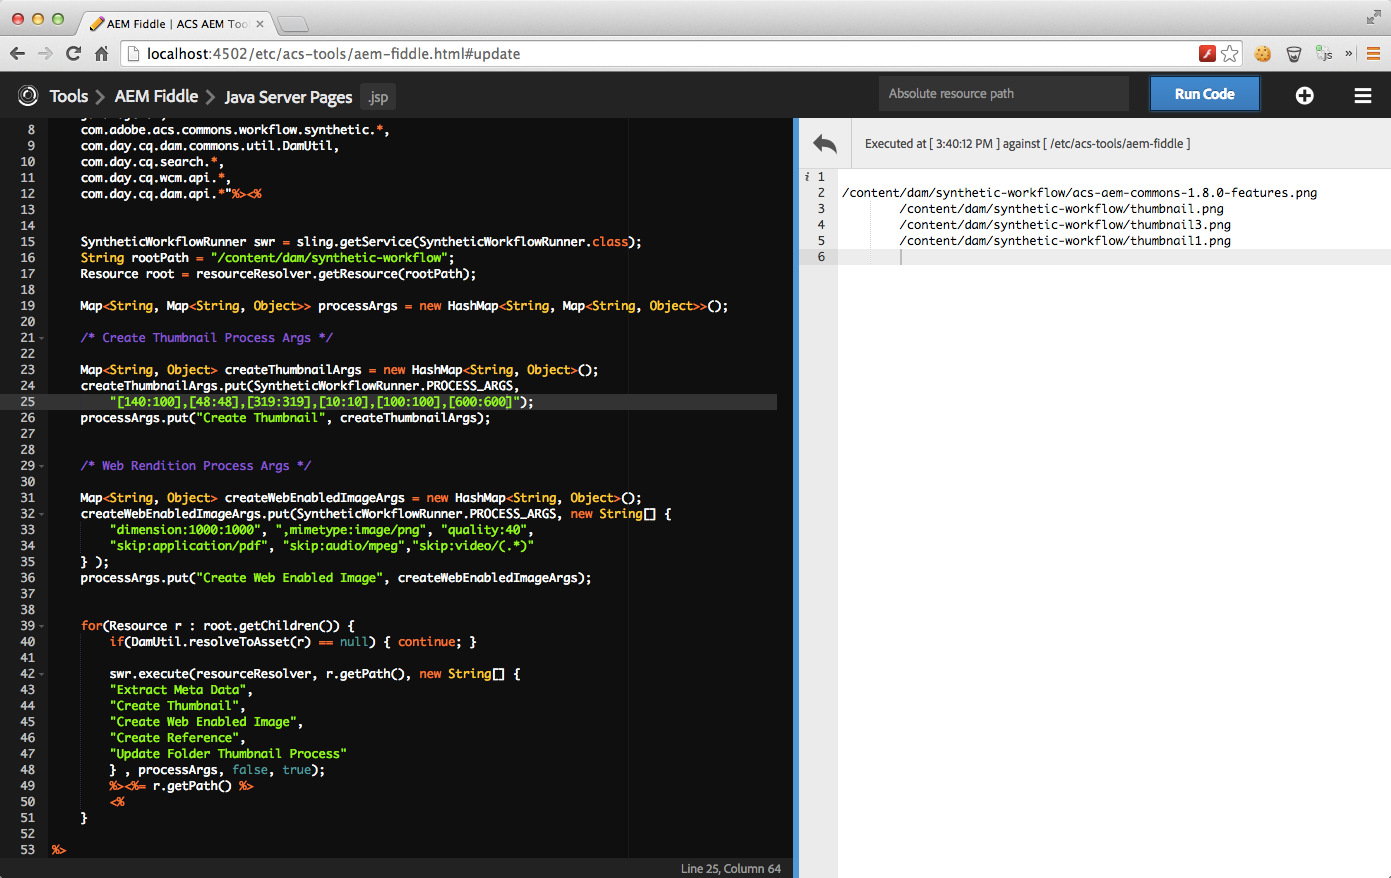 AEM Fiddle | ACS AEM Too
localhost:4502/etc/acs-tools/aem-fiddle.html#update
JS
»
Tools > AEM Fiddle > Java Server Pages .jsp
Absolute resource path
Run Code
8 com.adobe.acs.commons.workflow.synthetic.*,
9 com.day.cq.dam.commons.util.DamUtil,
10 com.day.cq.search.*,
11 com.day.cq.wcm.api.*,
12 com.day.cq.dam.api.*"%><%
13
14
15 SyntheticWorkflowRunner swr = sling.getService(SyntheticWorkflowRunner.class);
16 String rootPath = "/content/dam/synthetic-workflow";
17 Resource root = resourceResolver.getResource(rootPath);
18
19 Map<String, Map<String, Object>> processArgs = new HashMap<String, Map<String, Object>>();
20
21 /* Create Thumbnail Process Args */
22
23 Map<String, Object> createThumbnailArgs = new HashMap<String, Object>();
24 createThumbnailArgs.put(SyntheticWorkflowRunner.PROCESS_ARGS,
25 "[140:100],[48:48],[319:319],[10:10],[100:100],[600:600]");
26 processArgs.put("Create Thumbnail", createThumbnailArgs);
27
28
29 /* Web Rendition Process Args */
30
31 Map<String, Object> createWebEnabledImageArgs = new HashMap<String, Object>();
32 createWebEnabledImageArgs.put(SyntheticWorkflowRunner.PROCESS_ARGS, new String[] {
33 "dimension:1000:1000", ",mimetype:image/png", "quality:40",
34 "skip:application/pdf", "skip:audio/mpeg","skip:video/(.*)"
35 } );
36 processArgs.put("Create Web Enabled Image", createWebEnabledImageArgs);
37
38
39 for(Resource r : root.getChildren()) {
40 if(DamUtil.resolveToAsset(r) == null) { continue; }
41
42 swr.execute(resourceResolver, r.getPath(), new String[] {
43 "Extract Meta Data",
44 "Create Thumbnail",
45 "Create Web Enabled Image",
46 "Create Reference",
47 "Update Folder Thumbnail Process"
48 } , processArgs, false, true);
49 %><%= r.getPath() %>
50 <%
51 }
52
53 %>
Line 25, Column 64
Executed at [ 3:40:12 PM ] against [ /etc/acs-tools/aem-fiddle ]
i 1
2 /content/dam/synthetic-workflow/acs-aem-commons-1.8.0-features.png
3 /content/dam/synthetic-workflow/thumbnail.png
4 /content/dam/synthetic-workflow/thumbnail3.png
5 /content/dam/synthetic-workflow/thumbnail1.png
6